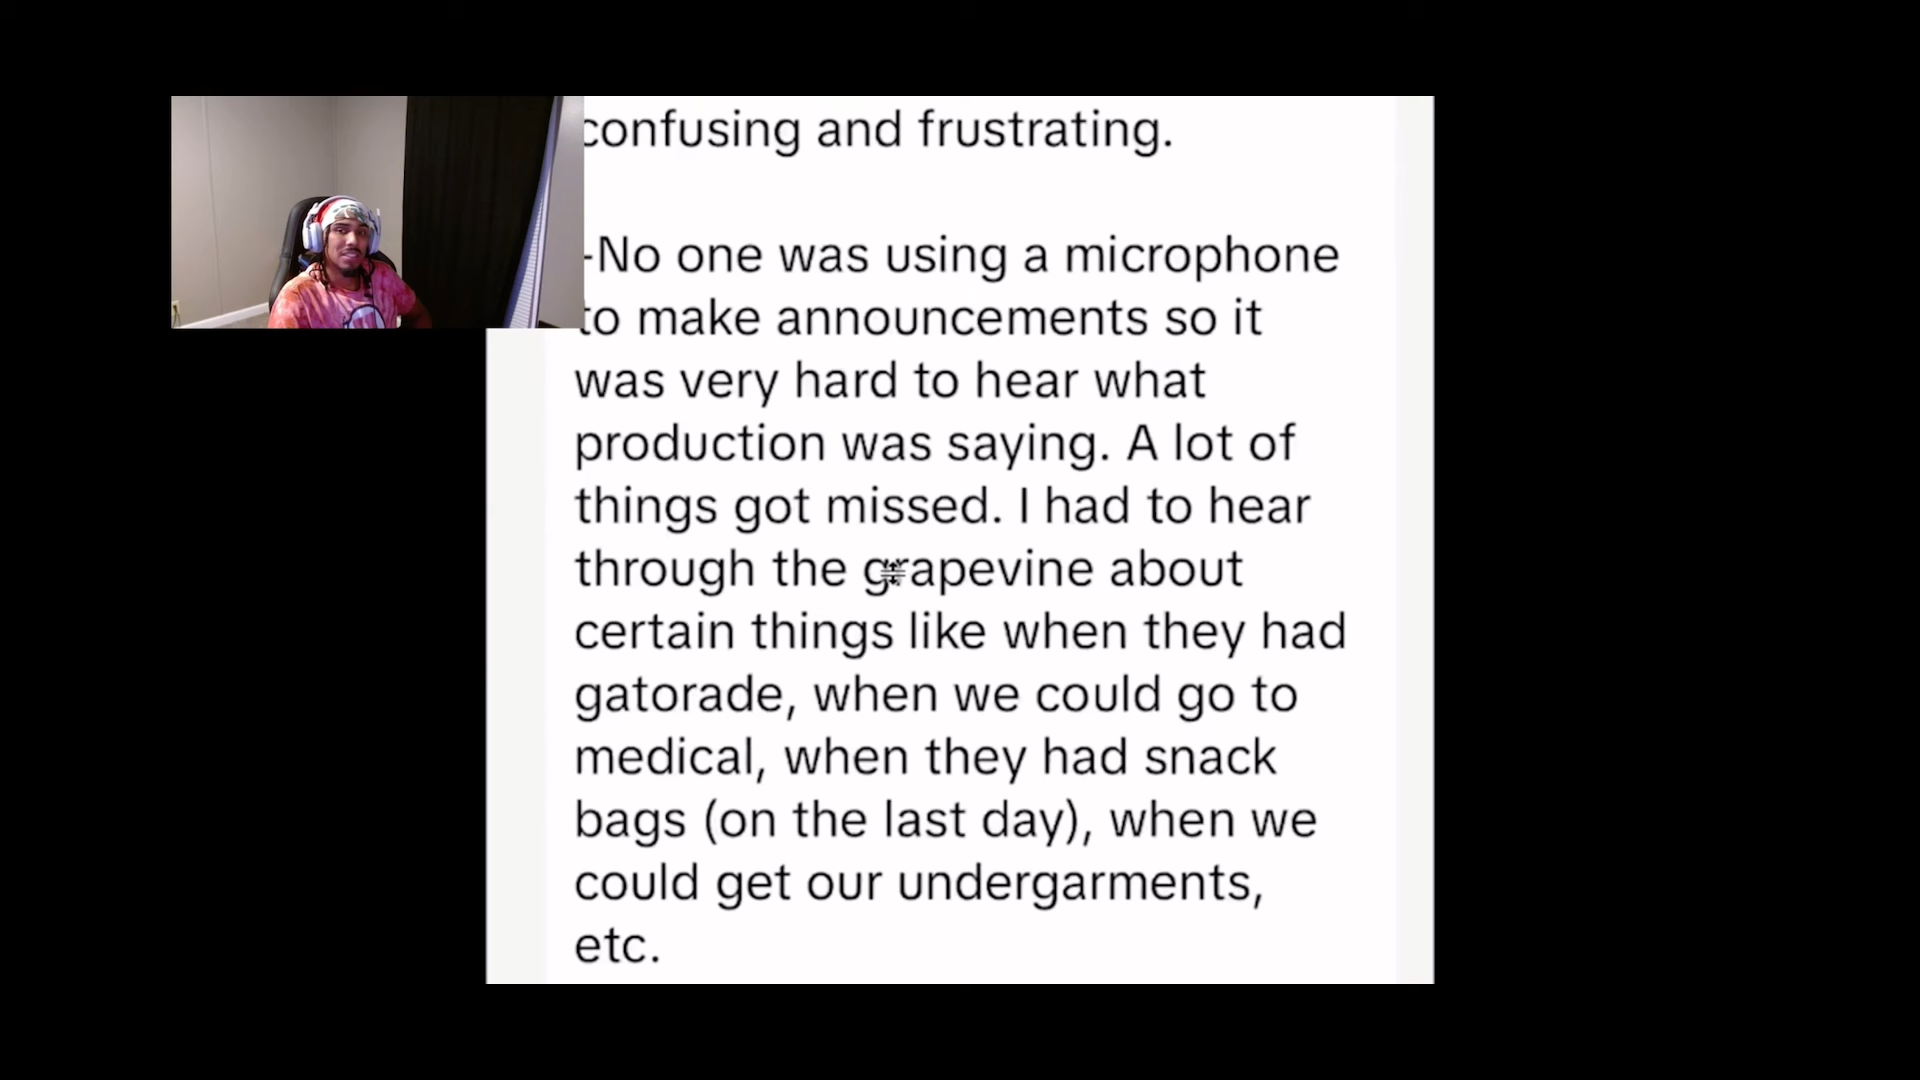 confusing and frustrating.
-No one was using a microphone
to make announcements so it
was very hard to hear what
production was saying. A lot of
things got missed. I had to hear
through the grapevine about
certain things like when they had
gatorade, when we could go to
medical, when they had snack
bags (on the last day), when we
could get our undergarments,
etc.